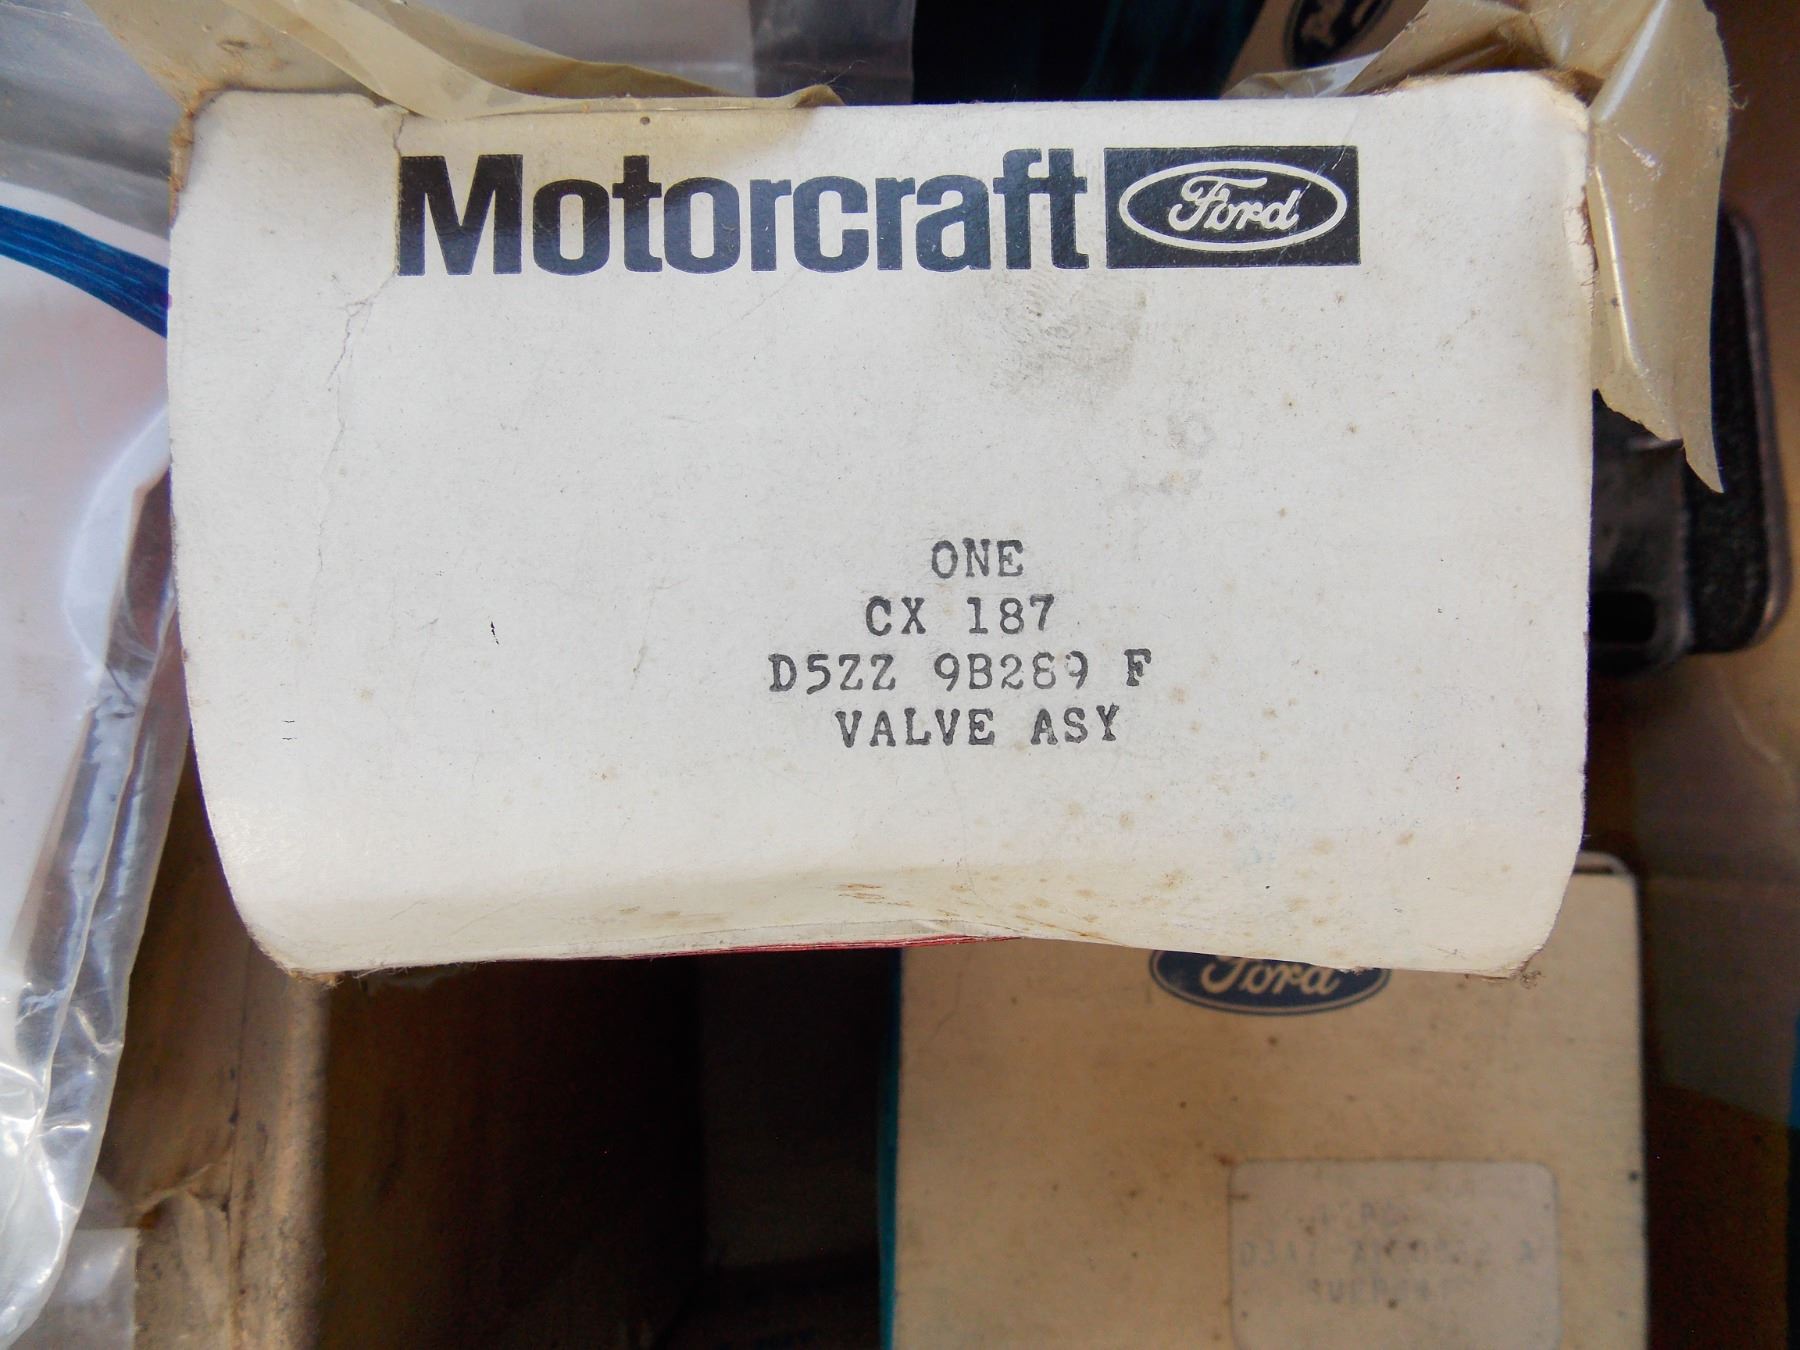 Motorcraft Ford
ONE
CX 187
D5ZZ 9B289 F
VALVE ASY
Ford